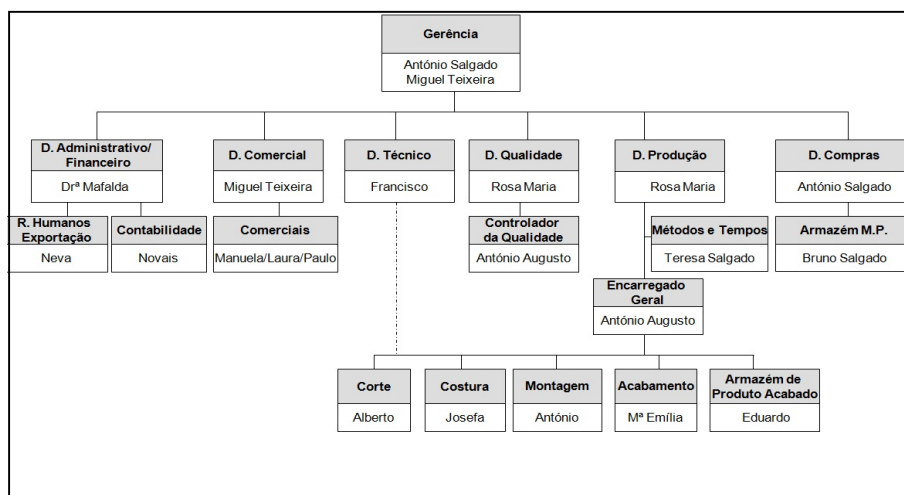 Gerência
António Salgado
Miguel Teixeira
D. Administrativo/
Financeiro
Drª Mafalda
D. Comercial
Miguel Teixeira
D. Técnico
Francisco
D. Qualidade
Rosa Maria
D. Produção
Rosa Maria
D. Compras
António Salgado
R. Humanos
Exportação
Neva
Contabilidade
Novais
Comerciais
Manuela/Laura/Paulo
Controlador
da Qualidade
António Augusto
Métodos e Tempos
Teresa Salgado
Armazém M.P.
Bruno Salgado
Encarregado
Geral
António Augusto
Corte
Alberto
Costura
Josefa
Montagem
António
Acabamento
Mª Emília
Armazém de
Produto Acabado
Eduardo